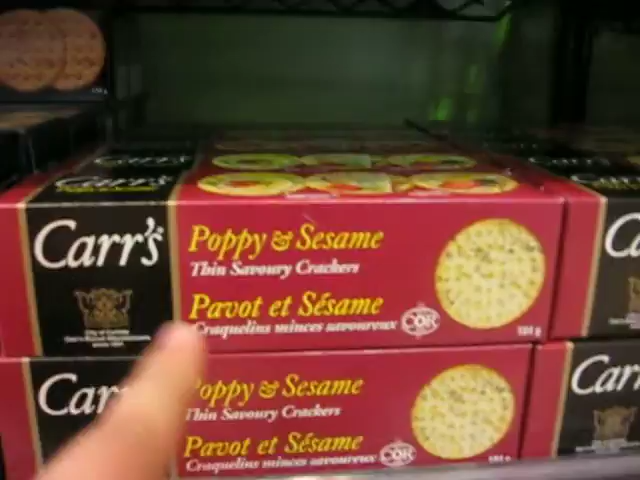 Carr's
Carr's
Carr's
Poppy & Sesame
Thin Savoury Crackers
Pavot et Sésame
Craquelins minces savoureux
COR
Carr's
Poppy & Sesame
Thin Savoury Crackers
Pavot et Sésame
Craquelins minces savoureux
COR
Carr